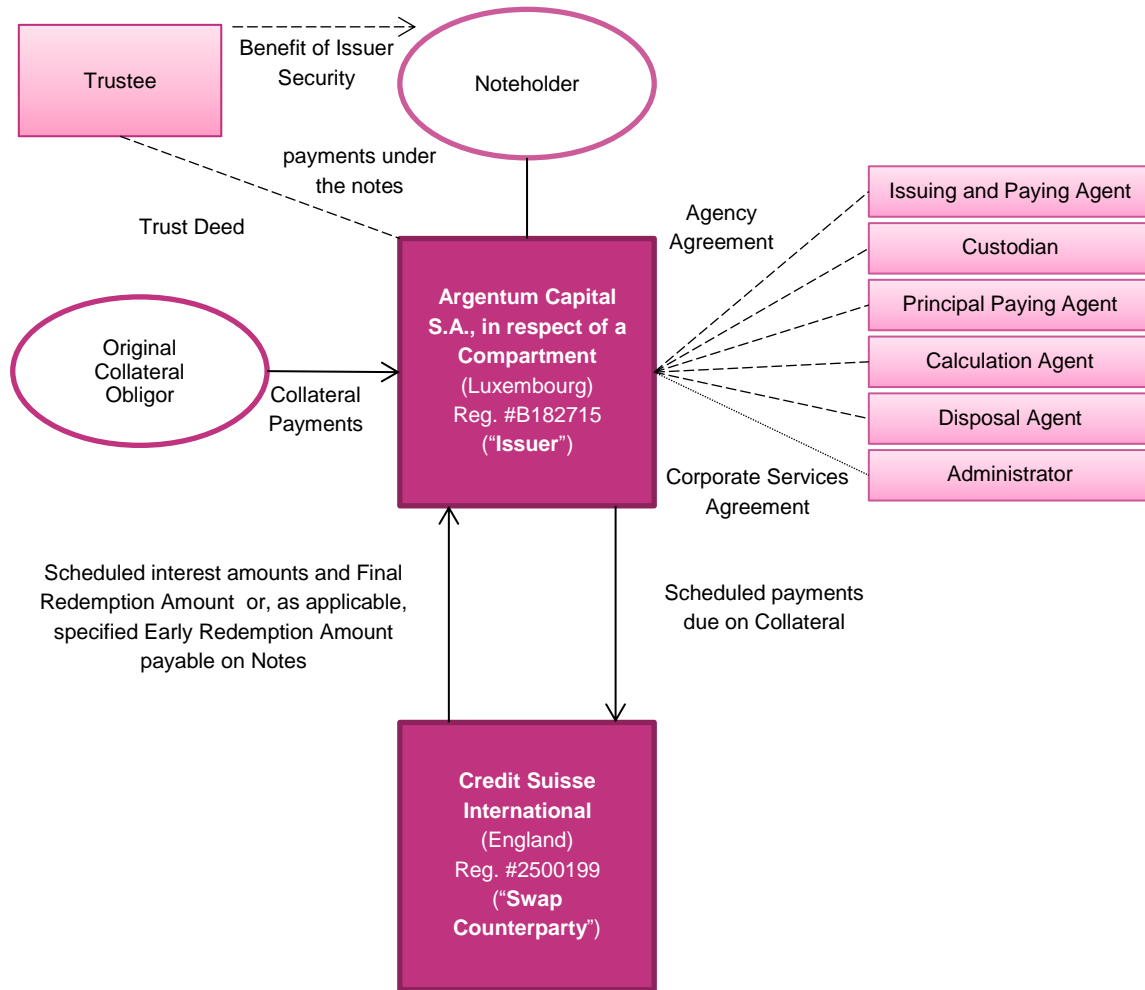 Trustee
Benefit of Issuer
Security
Noteholder
payments under
the notes
Trust Deed
Agency
Agreement
Issuing and Paying Agent
Custodian
Principal Paying Agent
Calculation Agent
Disposal Agent
Administrator
Argentum Capital
S.A., in respect of a
Compartment
(Luxembourg)
Reg. #B182715
(“Issuer”)
Original
Collateral
Obligor
Collateral
Payments
Corporate Services
Agreement
Scheduled interest amounts and Final
Redemption Amount or, as applicable,
specified Early Redemption Amount
payable on Notes
Scheduled payments
due on Collateral
Credit Suisse
International
(England)
Reg. #2500199
(“Swap
Counterparty”)